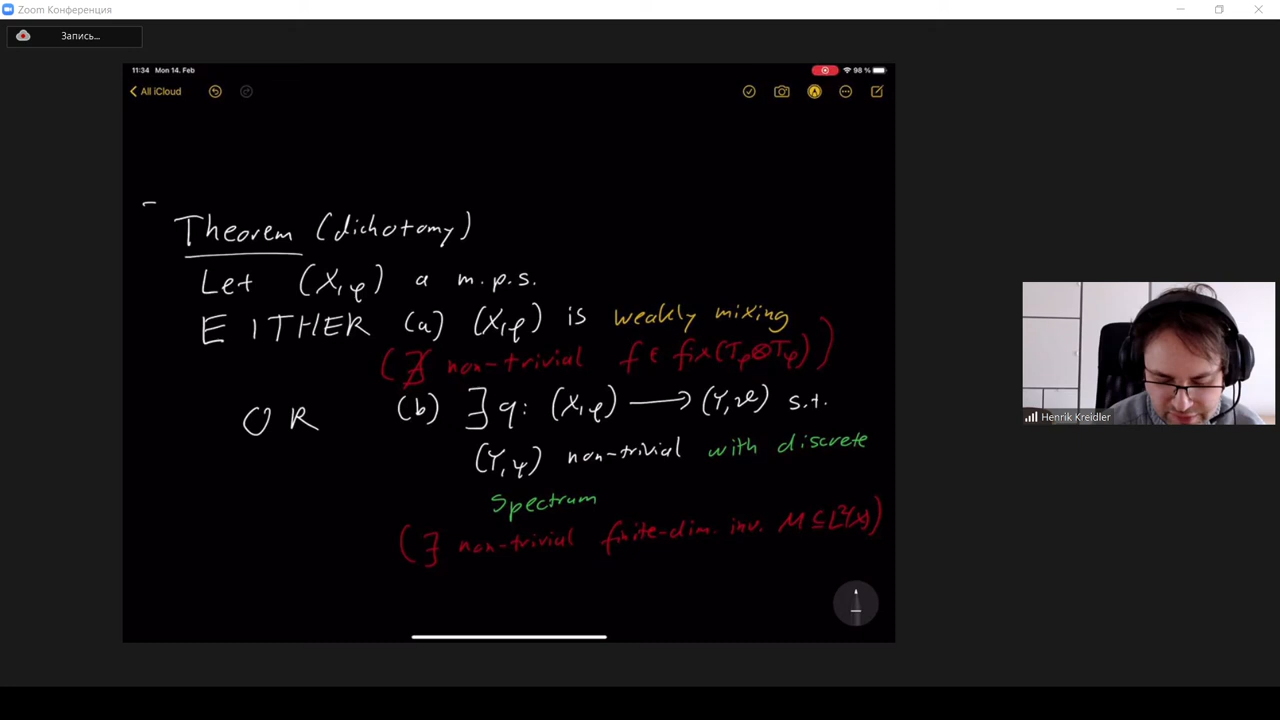 Zoom Конференция
Запись...
11:34 Mon 14. Feb
98 %
All iCloud
Theorem (dichotomy)
Let (X,φ) a m.p.s.
EITHER (a) (X,φ) is weakly mixing
(∄ non-trivial f ∈ fix(T_φ⊗T_φ))
OR (b) ∃ q: (X,φ) ⟶ (Y,ψ) s.t.
(Y,ψ) non-trivial with discrete
spectrum
(∃ non-trivial finite-dim. inv. M ⊆ L²(X))
Henrik Kreidler